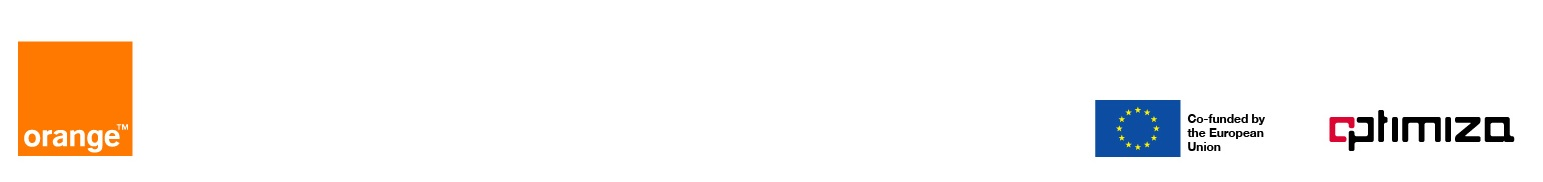 orange™
Co-funded by
the European
Union
optimiza